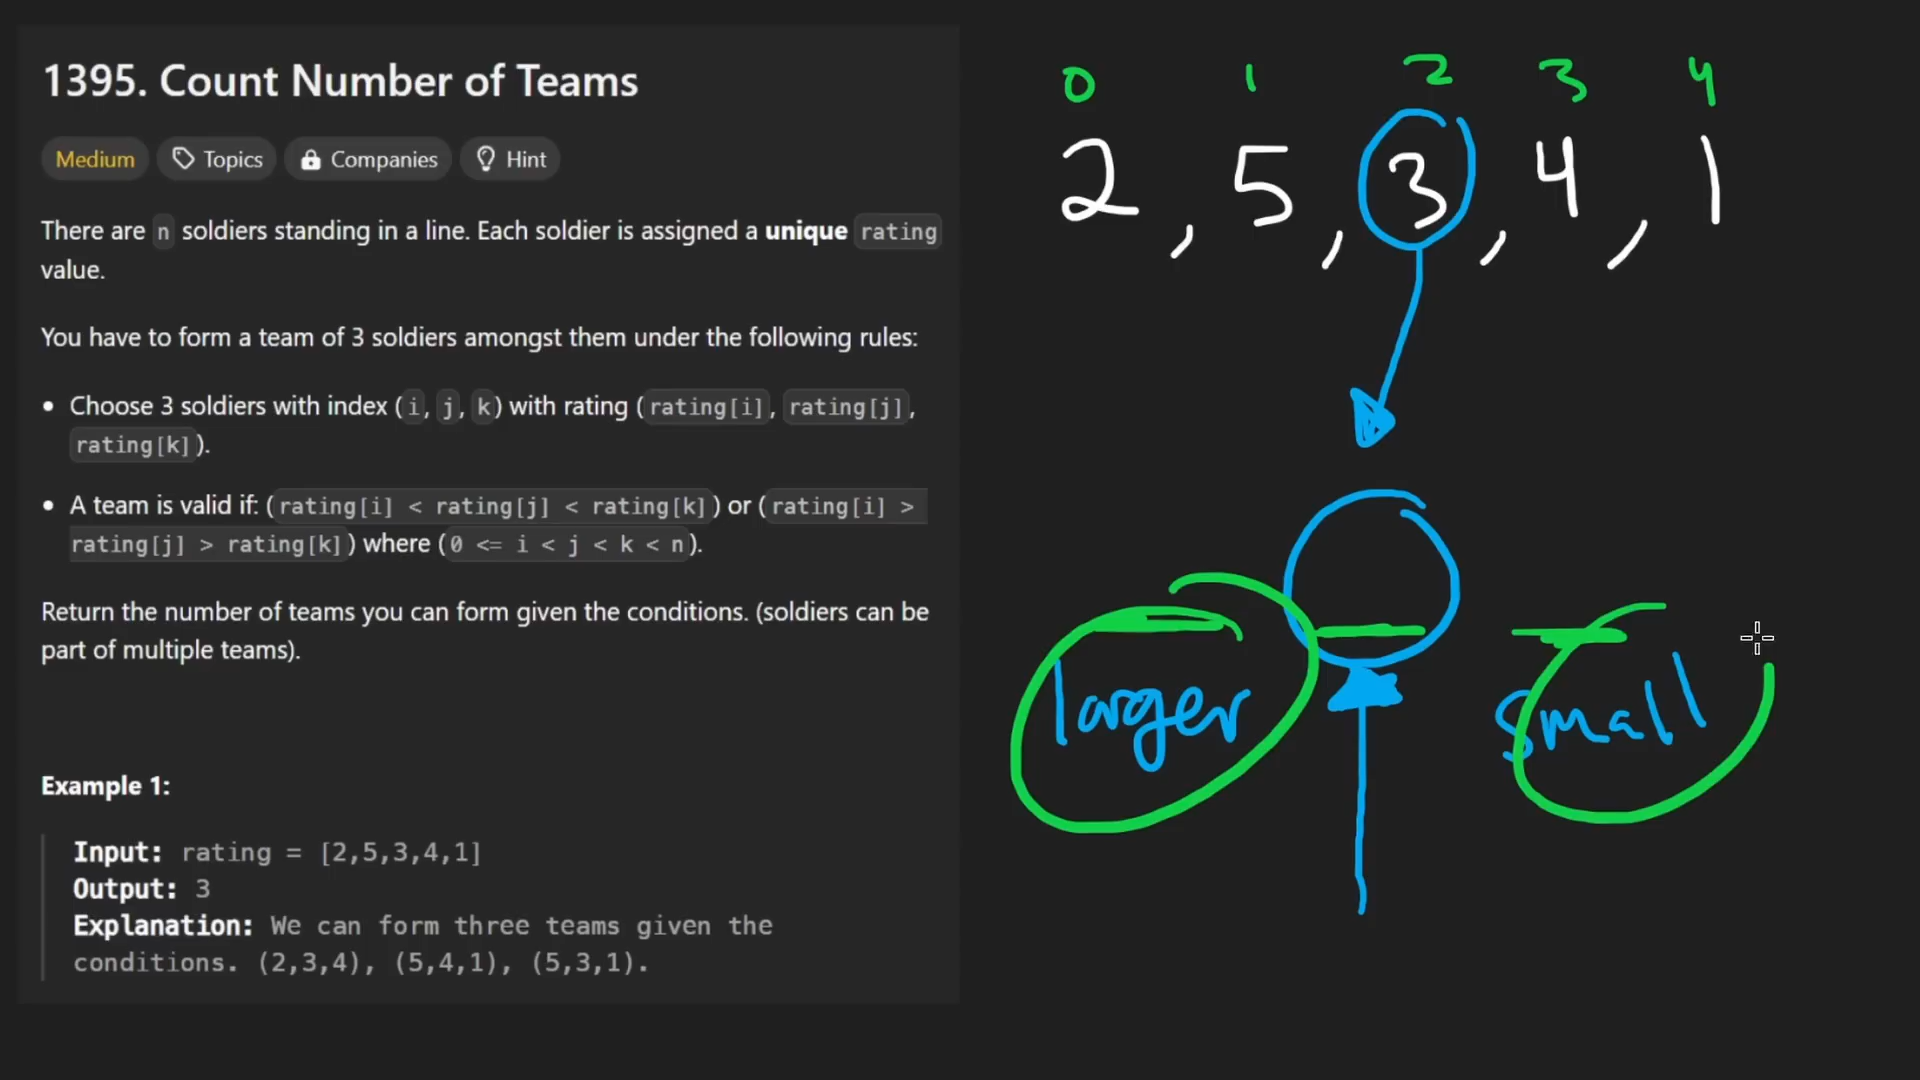 1395. Count Number of Teams
Medium Topics Companies Hint
There are n soldiers standing in a line. Each soldier is assigned a unique rating
value.
You have to form a team of 3 soldiers amongst them under the following rules:
• Choose 3 soldiers with index (i, j, k) with rating (rating[i], rating[j],
rating[k]).
• A team is valid if: (rating[i] < rating[j] < rating[k]) or (rating[i] >
rating[j] > rating[k]) where (0 <= i < j < k < n).
Return the number of teams you can form given the conditions. (soldiers can be
part of multiple teams).
Example 1:
Input: rating = [2,5,3,4,1]
Output: 3
Explanation: We can form three teams given the
conditions. (2,3,4), (5,4,1), (5,3,1).
0 1 2 3 4
2, 5, 3, 4, 1
larger small